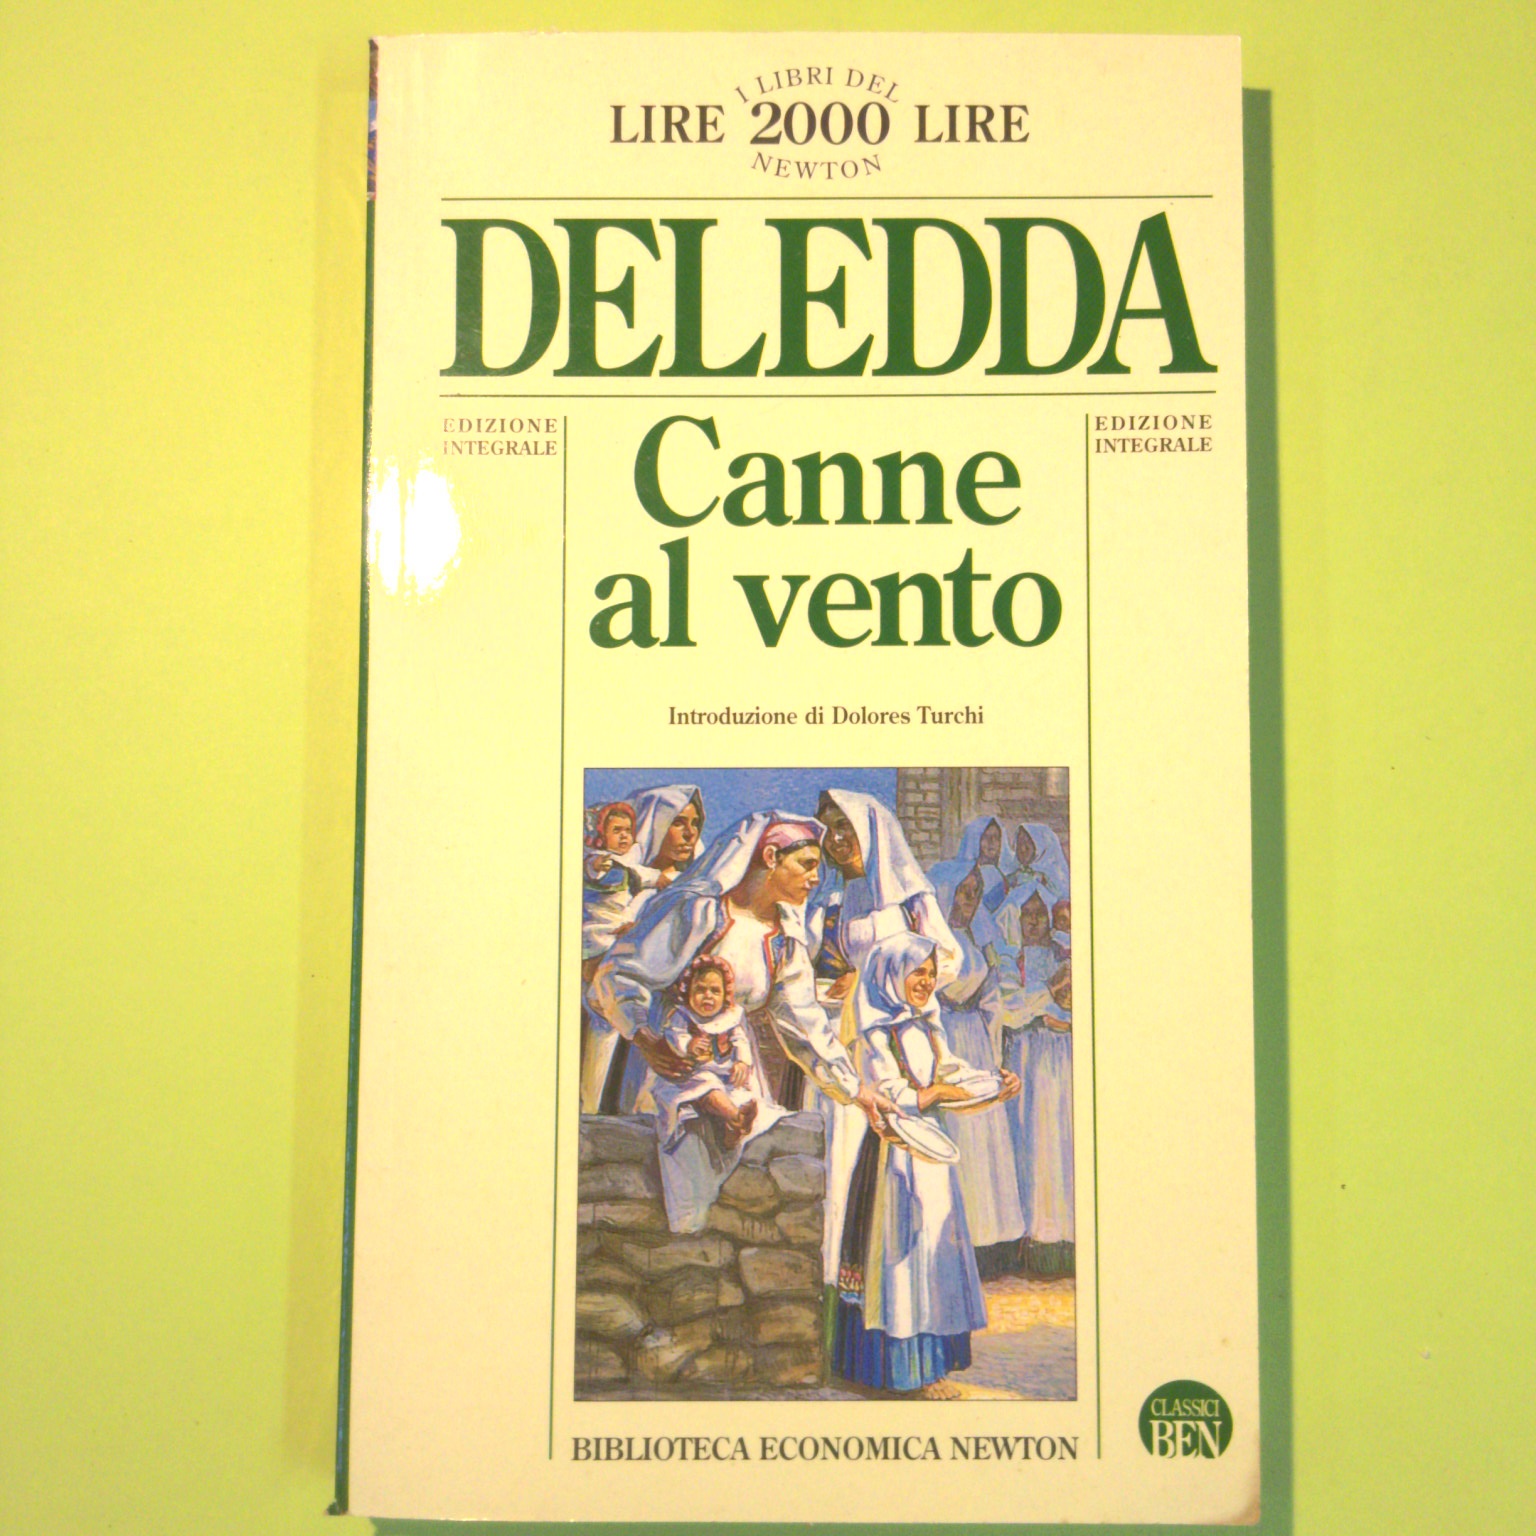 I LIBRI DEL
LIRE 2000 LIRE
NEWTON
DELEDDA
EDIZIONE
INTEGRALE
Canne
al vento
EDIZIONE
INTEGRALE
Introduzione di Dolores Turchi
BIBLIOTECA ECONOMICA NEWTON
CLASSICI
BEN